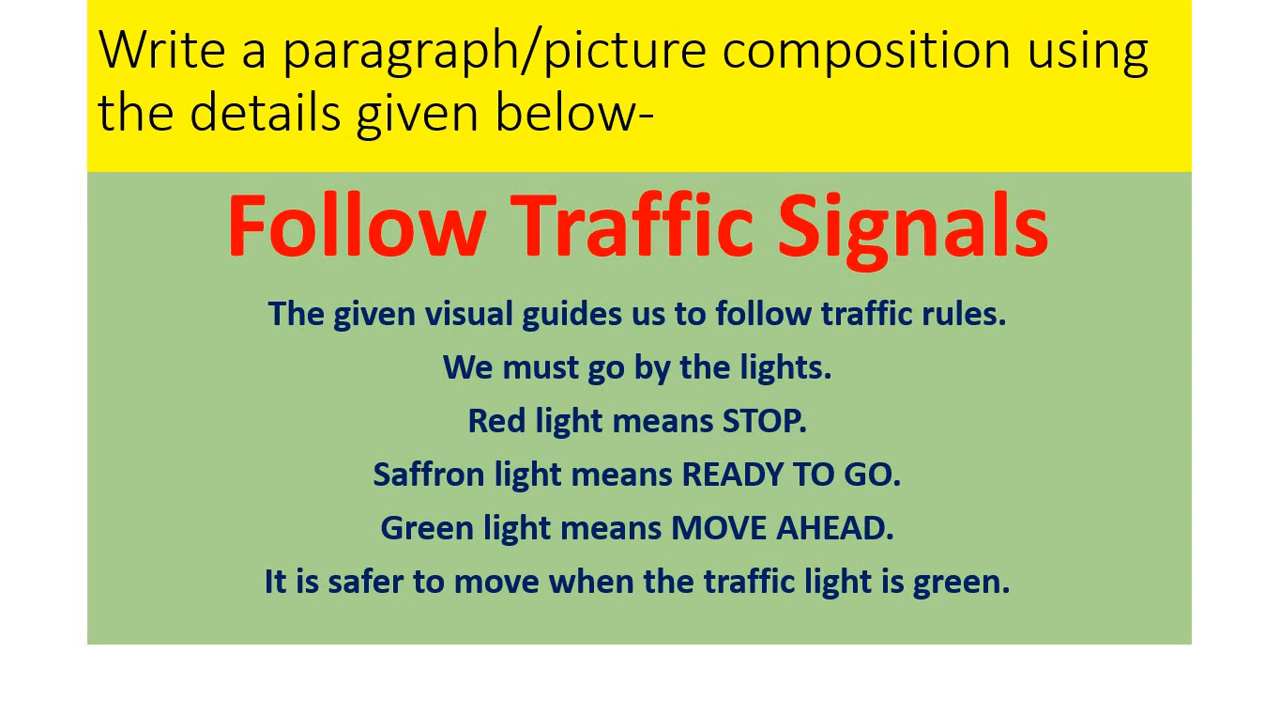 Write a paragraph/picture composition using
the details given below-
Follow Traffic Signals
The given visual guides us to follow traffic rules.
We must go by the lights.
Red light means STOP.
Saffron light means READY TO GO.
Green light means MOVE AHEAD.
It is safer to move when the traffic light is green.